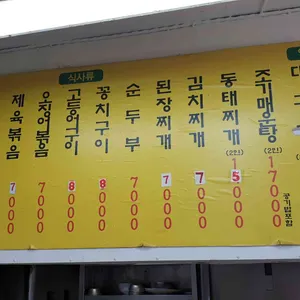 식사류
제육볶음
7000
오징어볶음
7000
고등어구이
8000
꽁치구이
8000
순두부
7000
된장찌개
7000
김치찌개
7000
동태찌개
(2인)
15000
조기매운탕
(2인)
17000
공기밥포함
대